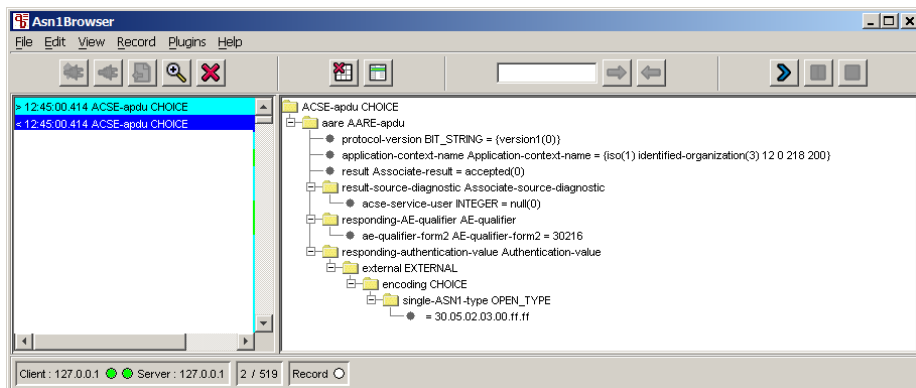 Asn1Browser
File Edit View Record Plugins Help
> 12:45:00.414 ACSE-apdu CHOICE
< 12:45:00.414 ACSE-apdu CHOICE
ACSE-apdu CHOICE
aare AARE-apdu
protocol-version BIT_STRING = {version1(0)}
application-context-name Application-context-name = {iso(1) identified-organization(3) 12 0 218 200}
result Associate-result = accepted(0)
result-source-diagnostic Associate-source-diagnostic
acse-service-user INTEGER = null(0)
responding-AE-qualifier AE-qualifier
ae-qualifier-form2 AE-qualifier-form2 = 30216
responding-authentication-value Authentication-value
external EXTERNAL
encoding CHOICE
single-ASN1-type OPEN_TYPE
= 30.05.02.03.00.ff.ff
Client : 127.0.0.1 Server : 127.0.0.1 2 / 519 Record